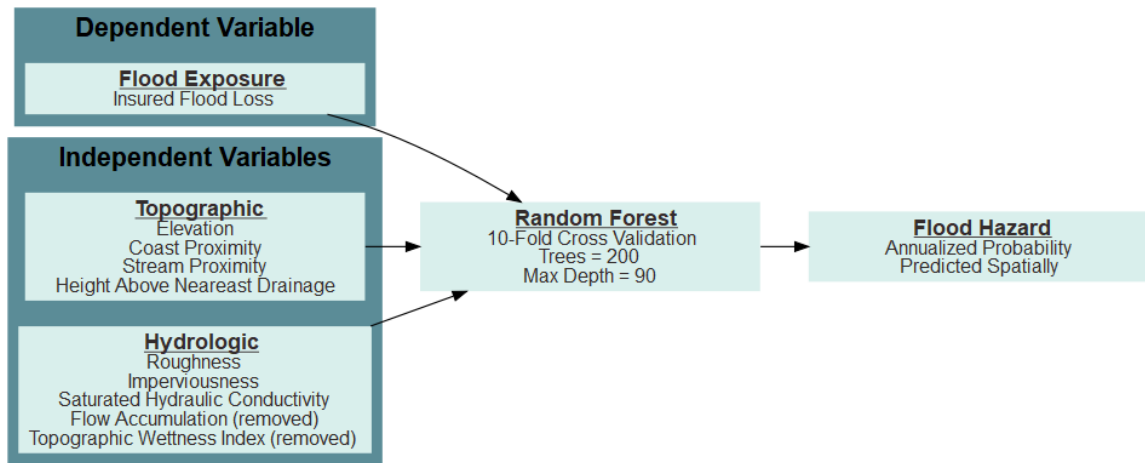 Dependent Variable
Flood Exposure
Insured Flood Loss
Independent Variables
Topographic
Elevation
Coast Proximity
Stream Proximity
Height Above Neareast Drainage
Hydrologic
Roughness
Imperviousness
Saturated Hydraulic Conductivity
Flow Accumulation (removed)
Topographic Wettness Index (removed)
Random Forest
10-Fold Cross Validation
Trees = 200
Max Depth = 90
Flood Hazard
Annualized Probability
Predicted Spatially